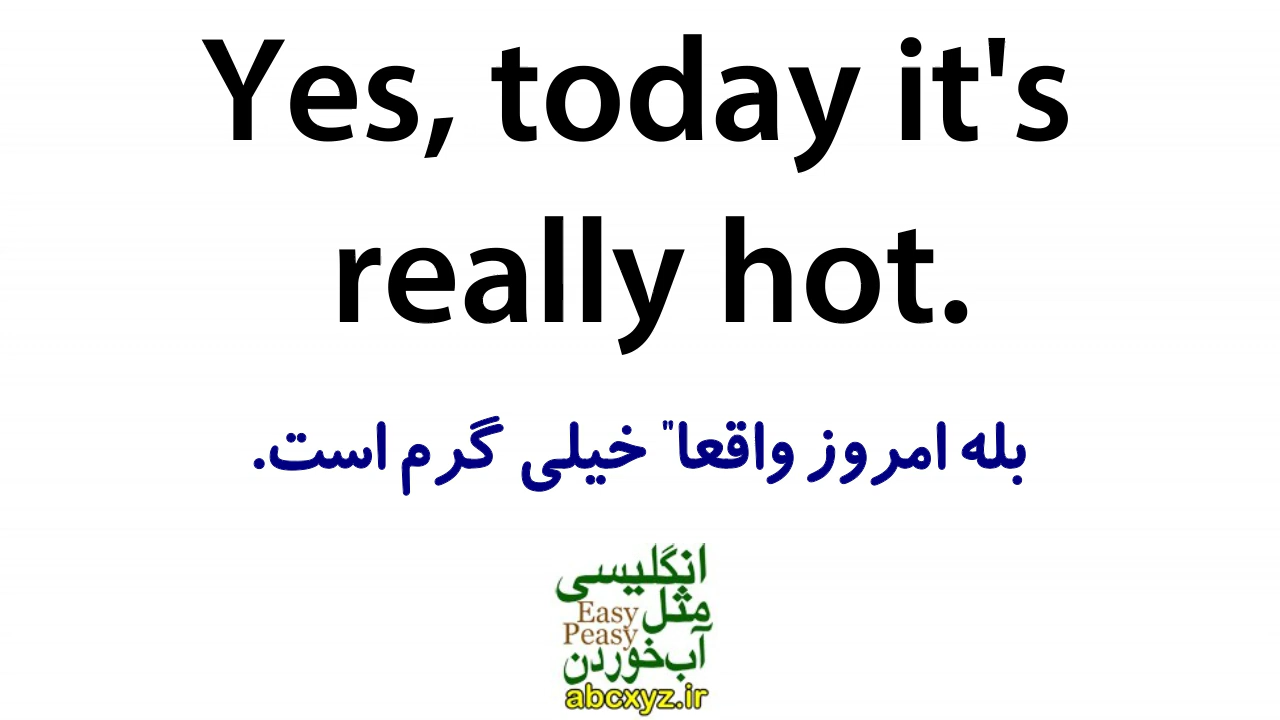 Yes, today it's
really hot.
بله امروز واقعا" خیلی گرم است.
انگلیسی
مثل
Easy
Peasy
آب‌خوردن
abcxyz.ir